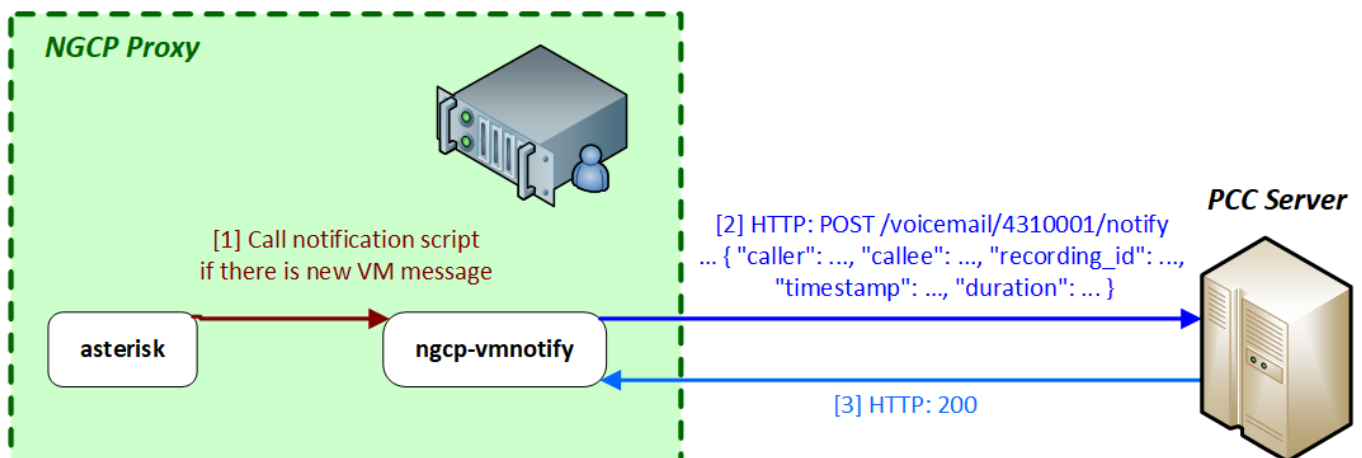 NGCP Proxy
[1] Call notification script
if there is new VM message
asterisk
ngcp-vmnotify
PCC Server
[2] HTTP: POST /voicemail/4310001/notify
... { "caller": ..., "callee": ..., "recording_id": ...,
"timestamp": ..., "duration": ... }
[3] HTTP: 200